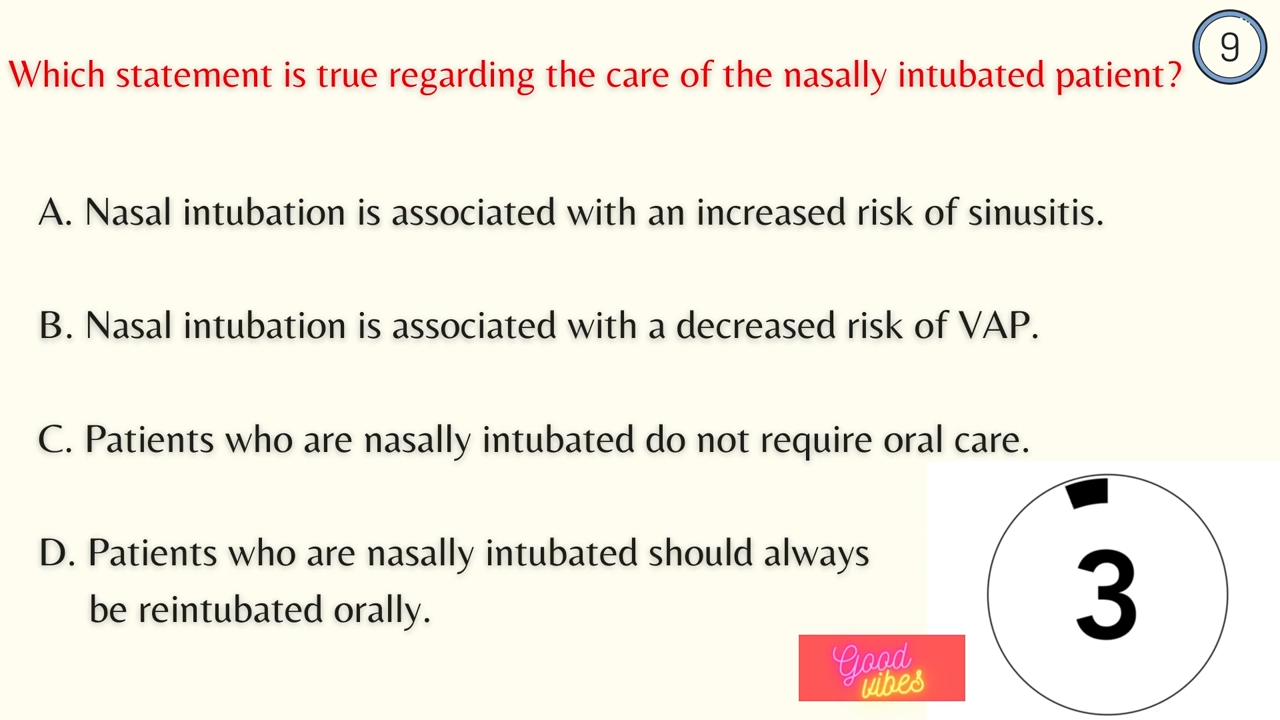 Which statement is true regarding the care of the nasally intubated patient?
9
A. Nasal intubation is associated with an increased risk of sinusitis.
B. Nasal intubation is associated with a decreased risk of VAP.
C. Patients who are nasally intubated do not require oral care.
D. Patients who are nasally intubated should always
be reintubated orally.
3
Good
vibes